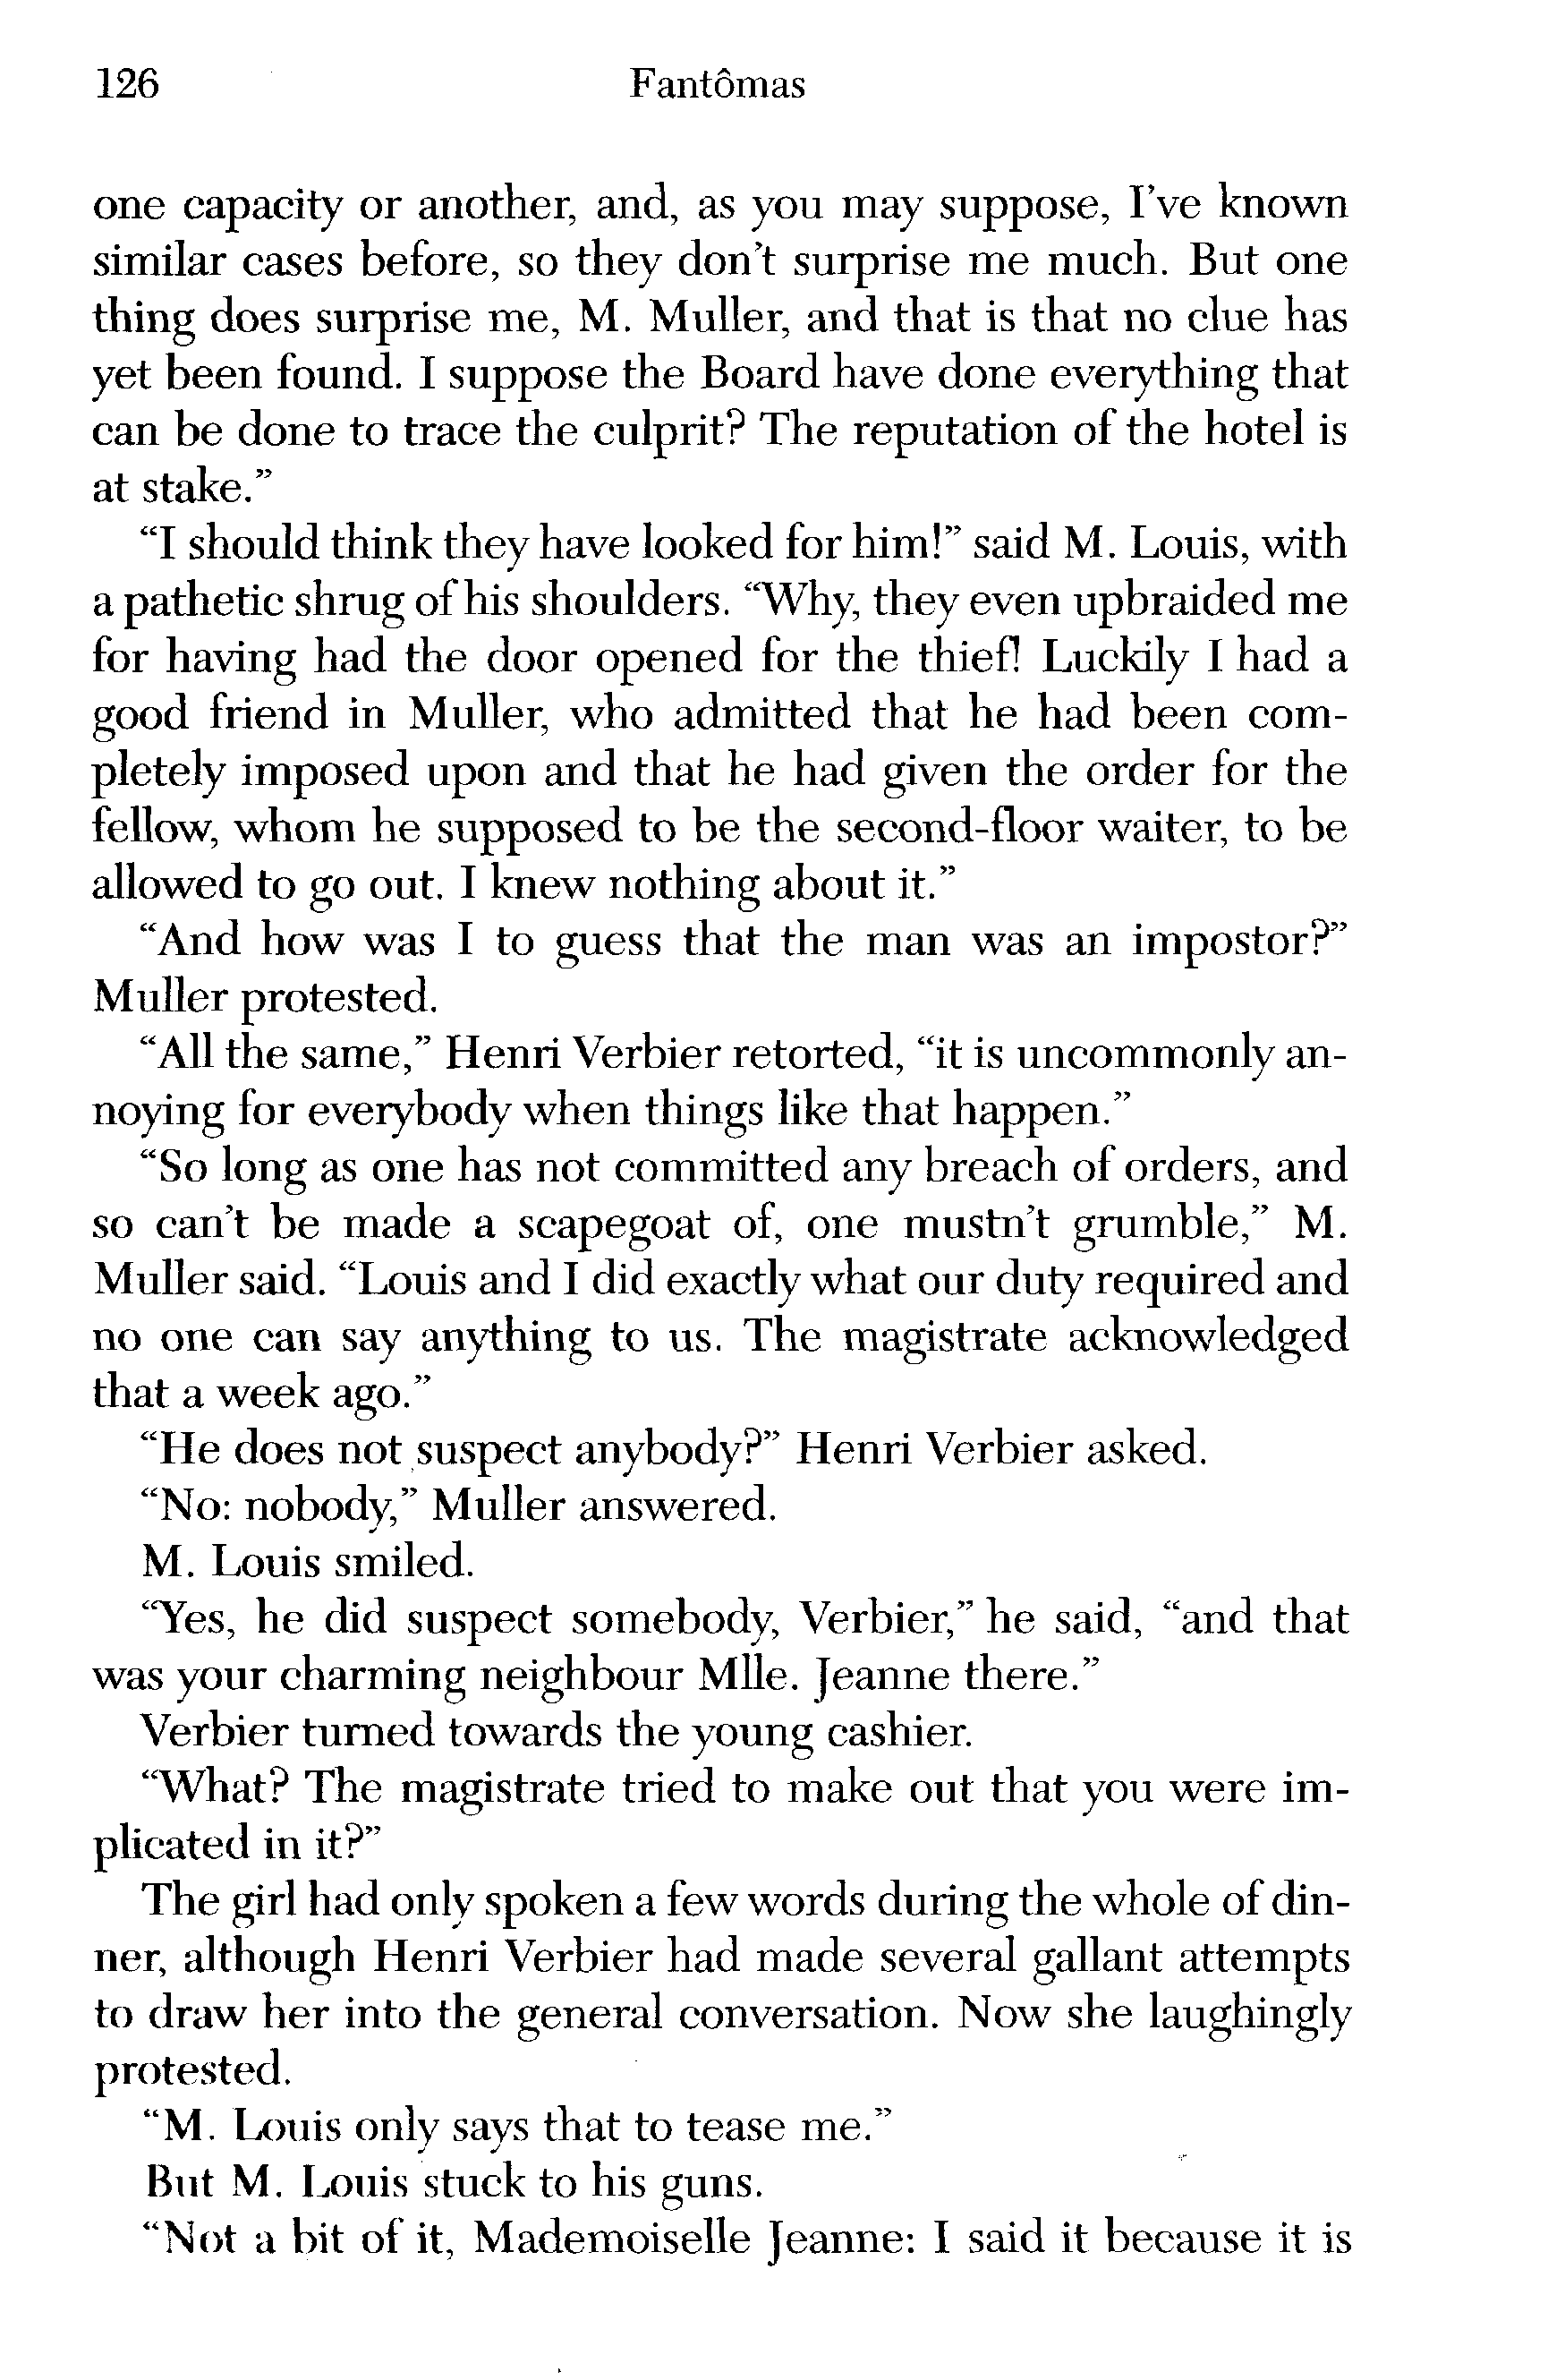 126 Fantômas
one capacity or another, and, as you may suppose, I’ve known
similar cases before, so they don’t surprise me much. But one
thing does surprise me, M. Muller, and that is that no clue has
yet been found. I suppose the Board have done everything that
can be done to trace the culprit? The reputation of the hotel is
at stake.”
“I should think they have looked for him!” said M. Louis, with
a pathetic shrug of his shoulders. “Why, they even upbraided me
for having had the door opened for the thief! Luckily I had a
good friend in Muller, who admitted that he had been com-
pletely imposed upon and that he had given the order for the
fellow, whom he supposed to be the second-floor waiter, to be
allowed to go out. I knew nothing about it.”
“And how was I to guess that the man was an impostor?”
Muller protested.
“All the same,” Henri Verbier retorted, “it is uncommonly an-
noying for everybody when things like that happen.”
“So long as one has not committed any breach of orders, and
so can’t be made a scapegoat of, one mustn’t grumble,” M.
Muller said. “Louis and I did exactly what our duty required and
no one can say anything to us. The magistrate acknowledged
that a week ago.”
“He does not suspect anybody?” Henri Verbier asked.
“No: nobody,” Muller answered.
M. Louis smiled.
“Yes, he did suspect somebody, Verbier,” he said, “and that
was your charming neighbour Mlle. Jeanne there.”
Verbier turned towards the young cashier.
“What? The magistrate tried to make out that you were im-
plicated in it?”
The girl had only spoken a few words during the whole of din-
ner, although Henri Verbier had made several gallant attempts
to draw her into the general conversation. Now she laughingly
protested.
“M. Louis only says that to tease me.”
But M. Louis stuck to his guns.
“Not a bit of it, Mademoiselle Jeanne: I said it because it is